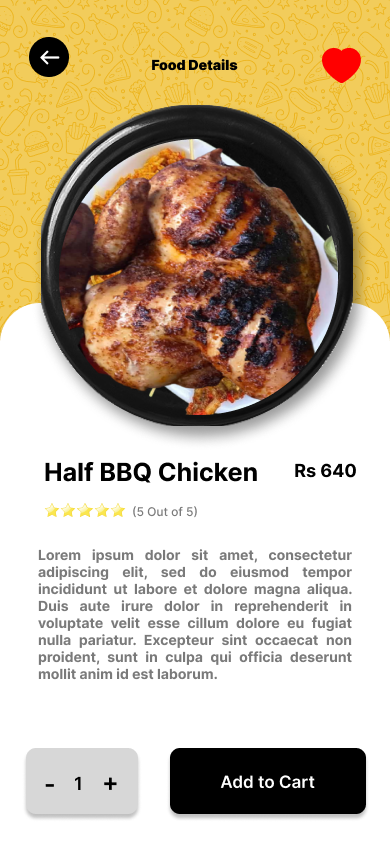 Food Details
Half BBQ Chicken Rs 640
(5 Out of 5)
Lorem ipsum dolor sit amet, consectetur
adipiscing elit, sed do eiusmod tempor
incididunt ut labore et dolore magna aliqua.
Duis aute irure dolor in reprehenderit in
voluptate velit esse cillum dolore eu fugiat
nulla pariatur. Excepteur sint occaecat non
proident, sunt in culpa qui officia deserunt
mollit anim id est laborum.
- 1 + Add to Cart